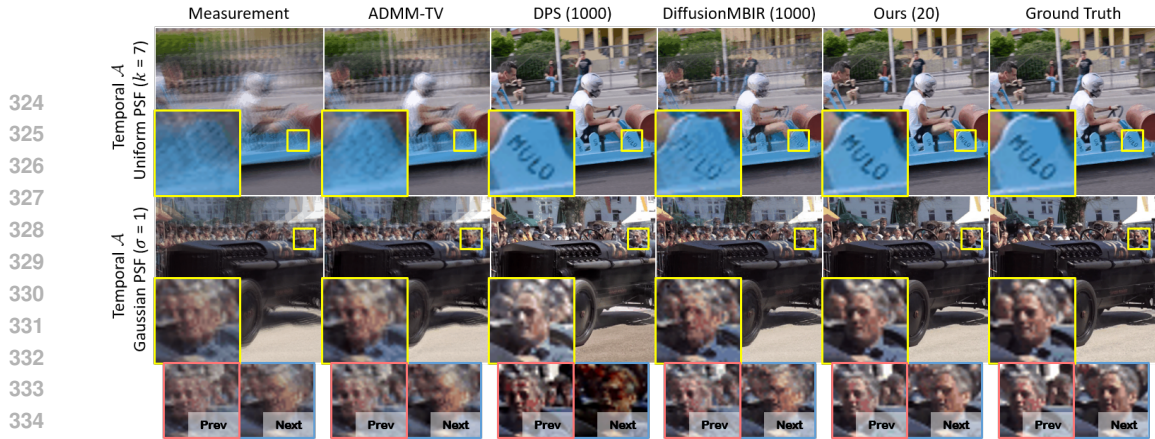 Measurement ADMM-TV DPS (1000) DiffusionMBIR (1000) Ours (20) Ground Truth
Temporal 𝒜
Uniform PSF (k = 7)
MULO MULO MULO MULO
Temporal 𝒜
Gaussian PSF (σ = 1)
Prev Next Prev Next Prev Next Prev Next Prev Next Prev Next
324
325
326
327
328
329
330
331
332
333
334